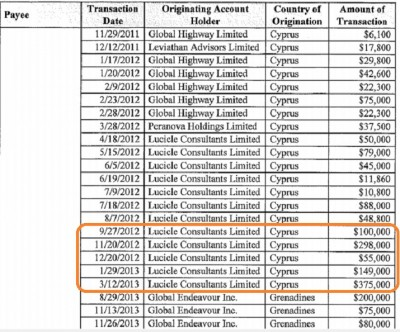 Payee Transaction Date Originating Account Holder Country of Origination Amount of Transaction
11/29/2011 Global Highway Limited Cyprus $6,100
12/12/2011 Leviathan Advisors Limited Cyprus $17,800
1/17/2012 Global Highway Limited Cyprus $29,800
1/20/2012 Global Highway Limited Cyprus $42,600
2/9/2012 Global Highway Limited Cyprus $22,300
2/23/2012 Global Highway Limited Cyprus $75,000
2/28/2012 Global Highway Limited Cyprus $22,300
3/28/2012 Peranova Holdings Limited Cyprus $37,500
4/18/2012 Lucicle Consultants Limited Cyprus $50,000
5/15/2012 Lucicle Consultants Limited Cyprus $79,000
6/5/2012 Lucicle Consultants Limited Cyprus $45,000
6/19/2012 Lucicle Consultants Limited Cyprus $11,860
7/9/2012 Lucicle Consultants Limited Cyprus $10,800
7/18/2012 Lucicle Consultants Limited Cyprus $88,000
8/7/2012 Lucicle Consultants Limited Cyprus $48,800
9/27/2012 Lucicle Consultants Limited Cyprus $100,000
11/20/2012 Lucicle Consultants Limited Cyprus $298,000
12/20/2012 Lucicle Consultants Limited Cyprus $55,000
1/29/2013 Lucicle Consultants Limited Cyprus $149,000
3/12/2013 Lucicle Consultants Limited Cyprus $375,000
8/29/2013 Global Endeavour Inc. Grenadines $200,000
11/13/2013 Global Endeavour Inc. Grenadines $75,000
11/26/2013 Global Endeavour Inc. Grenadines $80,000